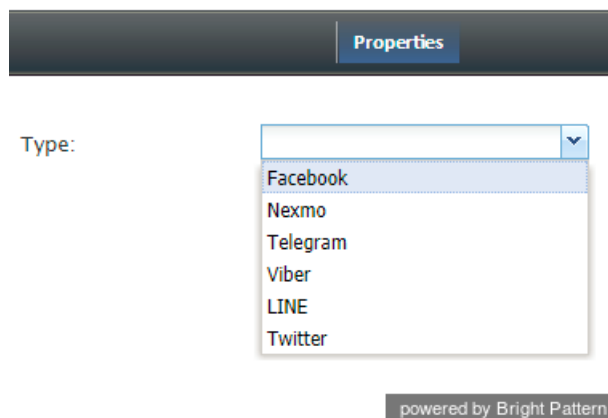 Properties
Type:
Facebook
Nexmo
Telegram
Viber
LINE
Twitter
powered by Bright Pattern